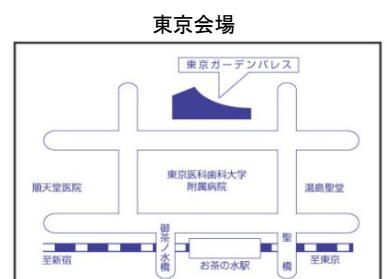 東京会場
東京ガーデンパレス
東京医科歯科大学
附属病院
順天堂医院
湯島聖堂
御茶ノ水橋
聖橋
至新宿
お茶の水駅
至東京